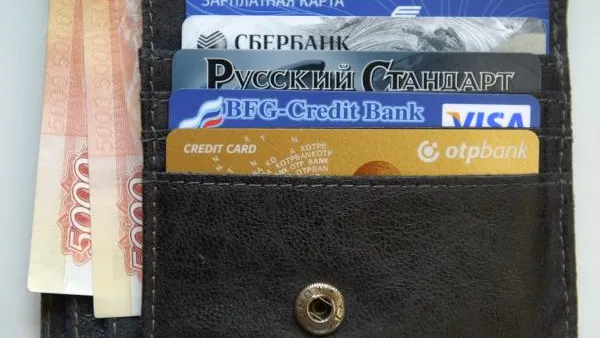 ЗАРПЛАТНАЯ КАРТА
СБЕРБАНК
РУССКИЙ СТАНДАРТ
BFG-Credit Bank
VISA
CREDIT CARD
otpbank
5000
5000